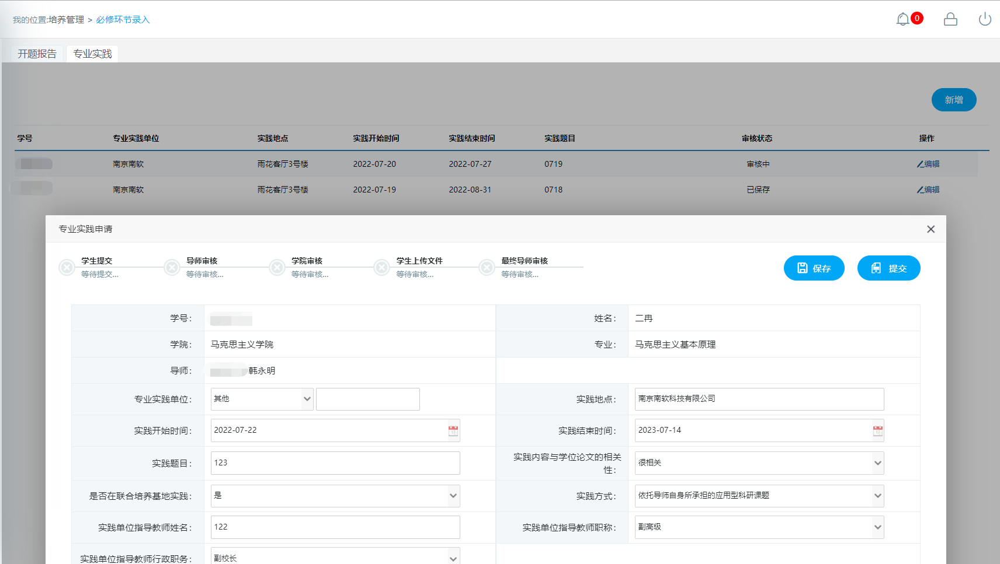 我的位置:培养管理 > 必修环节录入
0
开题报告 专业实践
新增
学号 专业实践单位 实践地点 实践开始时间 实践结束时间 实践题目 审核状态 操作
南京南软 雨花客厅3号楼 2022-07-20 2022-07-27 0719 审核中 编辑
南京南软 雨花客厅3号楼 2022-07-19 2022-08-31 0718 已保存 编辑
专业实践申请
学生提交 导师审核 学院审核 学生上传文件 最终导师审核
等待提交... 等待审核... 等待审核... 等待审核... 等待审核...
保存 提交
学号： 姓名： 二冉
学院： 马克思主义学院 专业： 马克思主义基本原理
导师： 韩永明
专业实践单位： 其他 实践地点： 南京南软科技有限公司
实践开始时间： 2022-07-22 实践结束时间： 2023-07-14
实践题目： 123 实践内容与学位论文的相关
性： 很相关
是否在联合培养基地实践： 是 实践方式： 依托导师自身所承担的应用型科研课题
实践单位指导教师姓名： 122 实践单位指导教师职称： 副高级
实践单位指导教师行政职务： 副校长